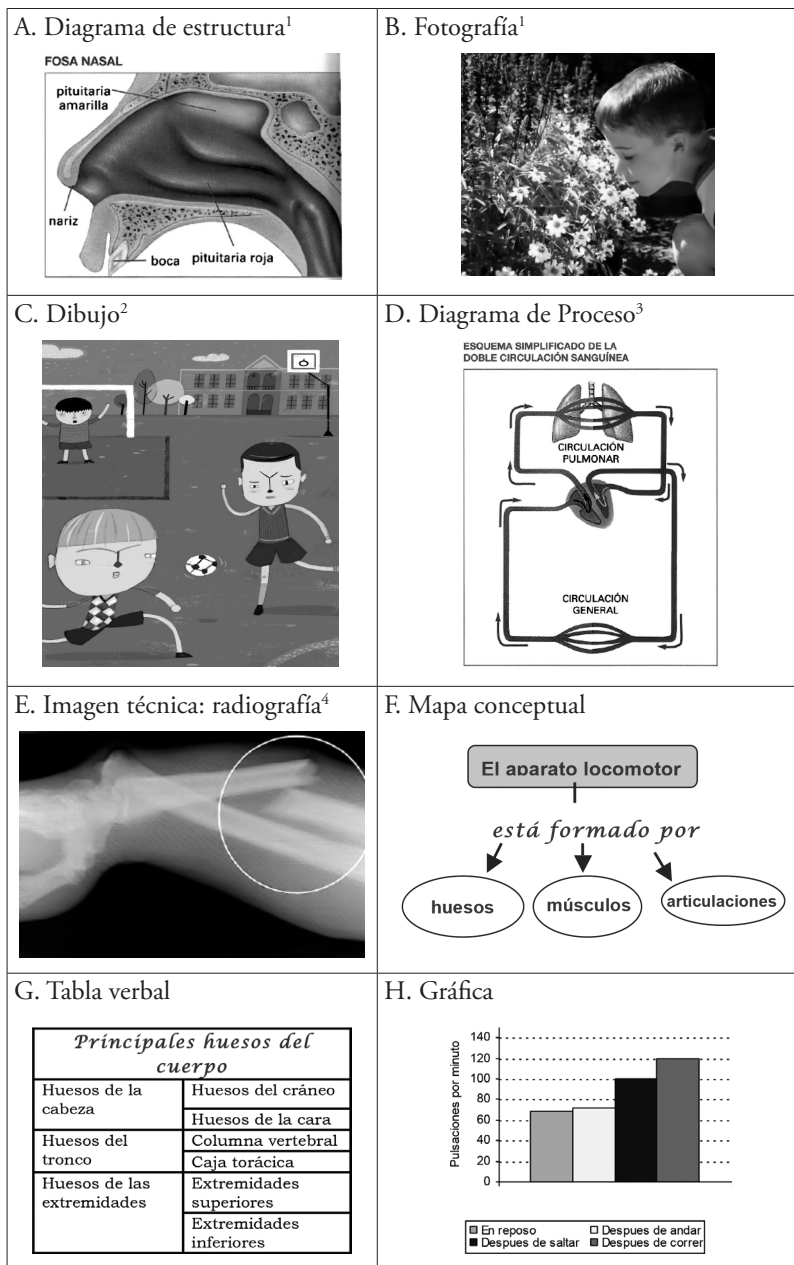 A. Diagrama de estructura¹
FOSA NASAL
pituitaria
amarilla
nariz
boca
pituitaria roja
B. Fotografía¹
C. Dibujo²
D. Diagrama de Proceso³
ESQUEMA SIMPLIFICADO DE LA
DOBLE CIRCULACIÓN SANGUÍNEA
CIRCULACIÓN
PULMONAR
CIRCULACIÓN
GENERAL
E. Imagen técnica: radiografía⁴
F. Mapa conceptual
El aparato locomotor
está formado por
huesos
músculos
articulaciones
G. Tabla verbal
Principales huesos del
cuerpo
Huesos de la
cabeza
Huesos del cráneo
Huesos de la cara
Huesos del
tronco
Columna vertebral
Caja torácica
Huesos de las
extremidades
Extremidades
superiores
Extremidades
inferiores
H. Gráfica
Pulsaciones por minuto
140
120
100
80
60
40
20
0
En reposo
Despues de andar
Despues de saltar
Despues de correr